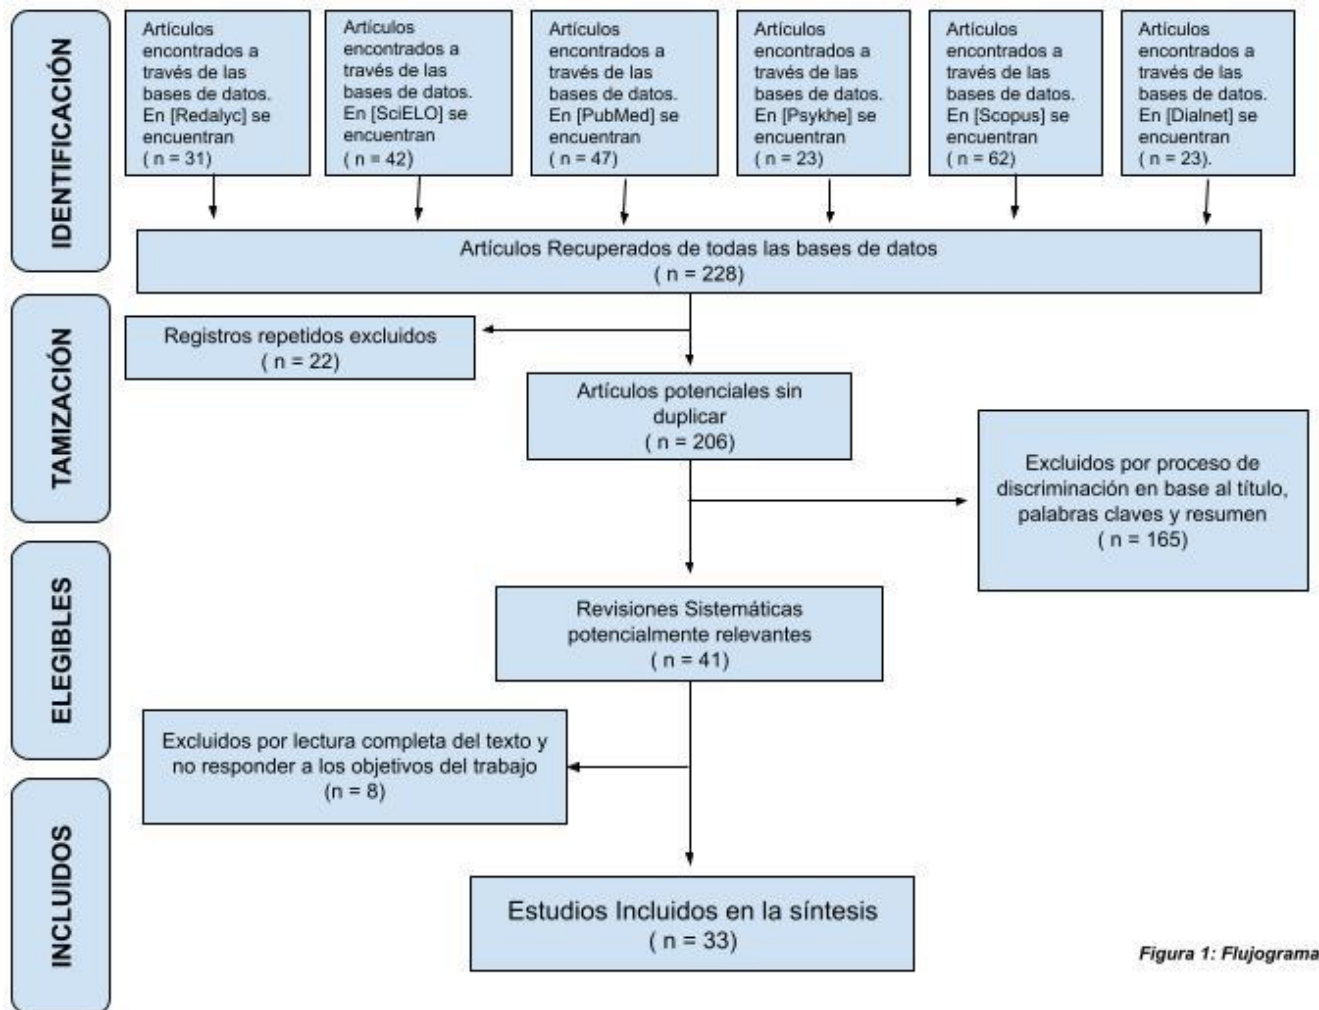 IDENTIFICACIÓN
Artículos
encontrados a
través de las
bases de datos.
En [Redalyc] se
encuentran
( n = 31)
Artículos
encontrados a
través de las
bases de datos.
En [SciELO] se
encuentran
( n = 42)
Artículos
encontrados a
través de las
bases de datos.
En [PubMed] se
encuentran
( n = 47)
Artículos
encontrados a
través de las
bases de datos.
En [Psykhe] se
encuentran
( n = 23)
Artículos
encontrados a
través de las
bases de datos.
En [Scopus] se
encuentran
( n = 62)
Artículos
encontrados a
través de las
bases de datos.
En [Dialnet] se
encuentran
( n = 23).
Artículos Recuperados de todas las bases de datos
( n = 228)
TAMIZACIÓN
Registros repetidos excluidos
( n = 22)
Artículos potenciales sin
duplicar
( n = 206)
Excluidos por proceso de
discriminación en base al título,
palabras claves y resumen
( n = 165)
ELEGIBLES
Revisiones Sistemáticas
potencialmente relevantes
( n = 41)
Excluidos por lectura completa del texto y
no responder a los objetivos del trabajo
(n = 8)
INCLUIDOS
Estudios Incluidos en la síntesis
( n = 33)
Figura 1: Flujograma